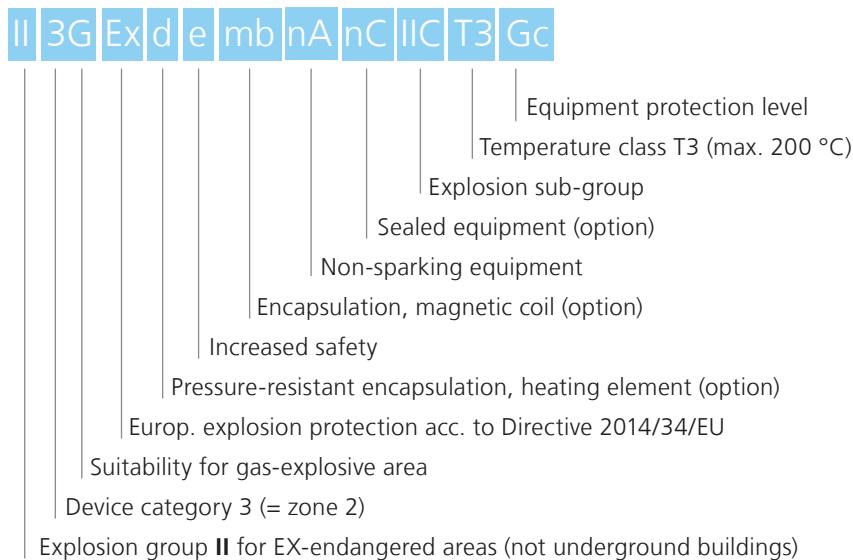 II 3G Ex d e mb nA nC IIC T3 Gc
Equipment protection level
Temperature class T3 (max. 200 °C)
Explosion sub-group
Sealed equipment (option)
Non-sparking equipment
Encapsulation, magnetic coil (option)
Increased safety
Pressure-resistant encapsulation, heating element (option)
Europ. explosion protection acc. to Directive 2014/34/EU
Suitability for gas-explosive area
Device category 3 (= zone 2)
Explosion group II for EX-endangered areas (not underground buildings)